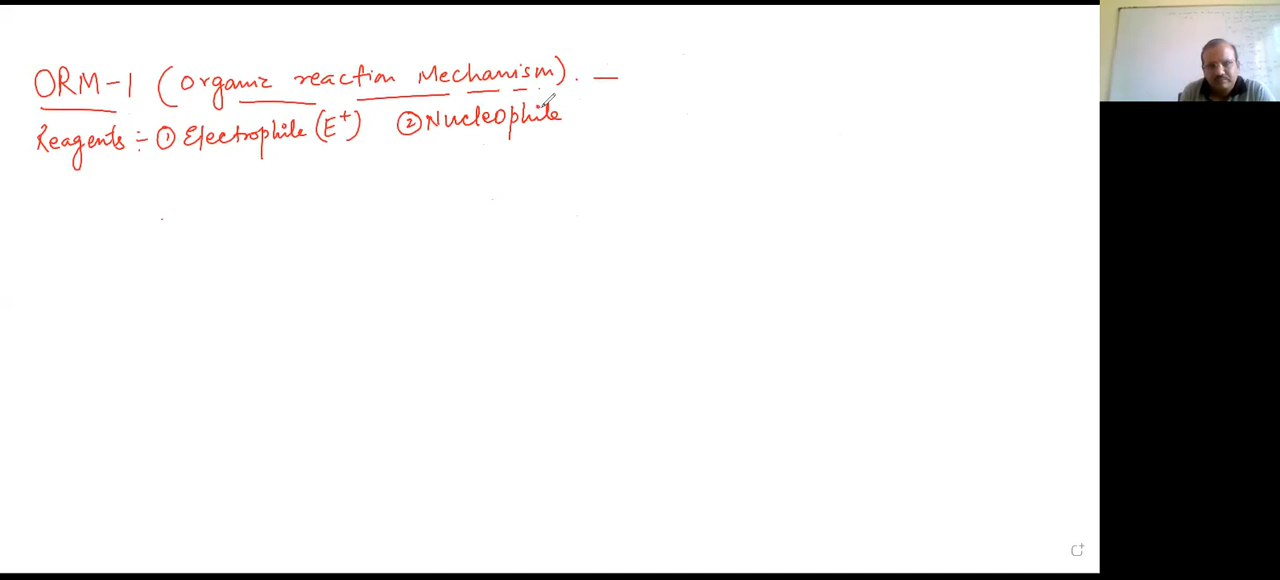 ORM-1 (Organic reaction Mechanism). —
Reagents :- ① Electrophile (E⁺) ② Nucleophile